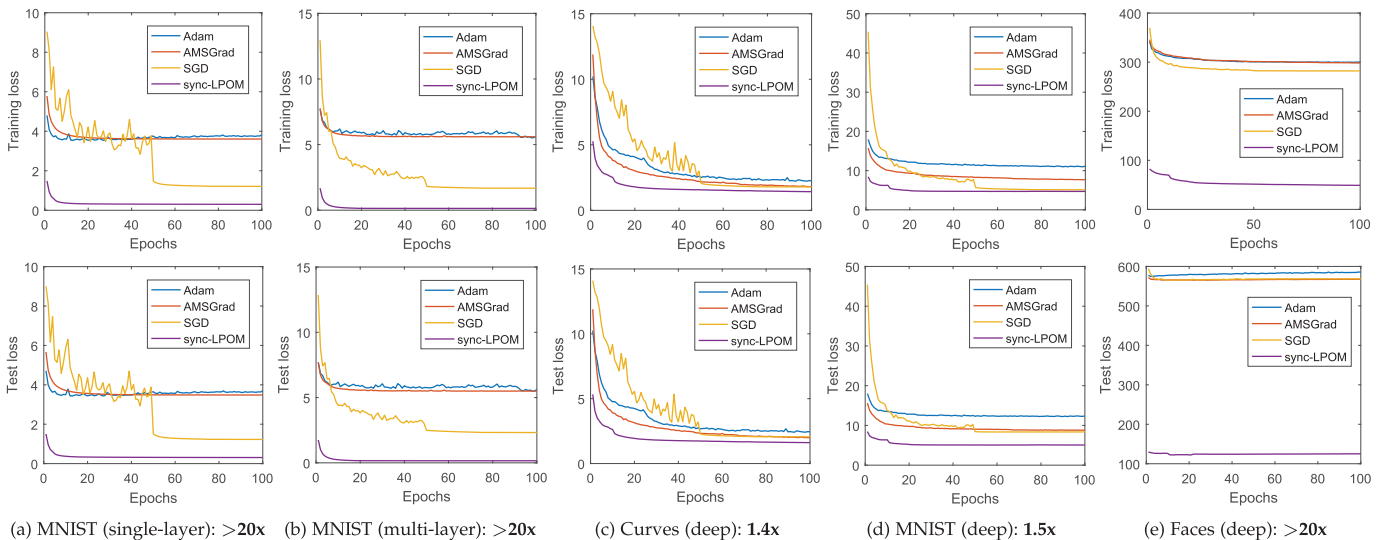 10
8
6
4
2
0
Training loss
0 20 40 60 80 100
Epochs
Adam
AMSGrad
SGD
sync-LPOM
15
10
5
0
Training loss
0 20 40 60 80 100
Epochs
Adam
AMSGrad
SGD
sync-LPOM
15
10
5
0
Training loss
0 20 40 60 80 100
Epochs
Adam
AMSGrad
SGD
sync-LPOM
50
40
30
20
10
0
Training loss
0 20 40 60 80 100
Epochs
Adam
AMSGrad
SGD
sync-LPOM
400
300
200
100
0
Training loss
0 50 100
Epochs
Adam
AMSGrad
SGD
sync-LPOM
10
8
6
4
2
0
Test loss
0 20 40 60 80 100
Epochs
Adam
AMSGrad
SGD
sync-LPOM
15
10
5
0
Test loss
0 20 40 60 80 100
Epochs
Adam
AMSGrad
SGD
sync-LPOM
15
10
5
0
Test loss
0 20 40 60 80 100
Epochs
Adam
AMSGrad
SGD
sync-LPOM
50
40
30
20
10
0
Test loss
0 20 40 60 80 100
Epochs
Adam
AMSGrad
SGD
sync-LPOM
600
500
400
300
200
100
Test loss
0 20 40 60 80 100
Epochs
Adam
AMSGrad
SGD
sync-LPOM
(a) MNIST (single-layer): >20x
(b) MNIST (multi-layer): >20x
(c) Curves (deep): 1.4x
(d) MNIST (deep): 1.5x
(e) Faces (deep): >20x